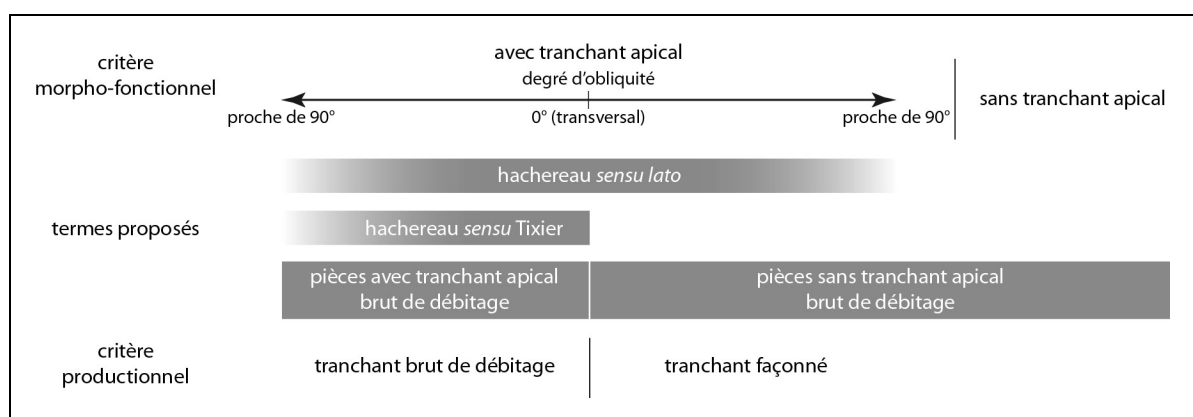 critère
morpho-fonctionnel
avec tranchant apical
degré d'obliquité
proche de 90°
0° (transversal)
proche de 90°
sans tranchant apical
hachereau sensu lato
termes proposés
hachereau sensu Tixier
pièces avec tranchant apical
brut de débitage
pièces sans tranchant apical
brut de débitage
critère
productionnel
tranchant brut de débitage
tranchant façonné